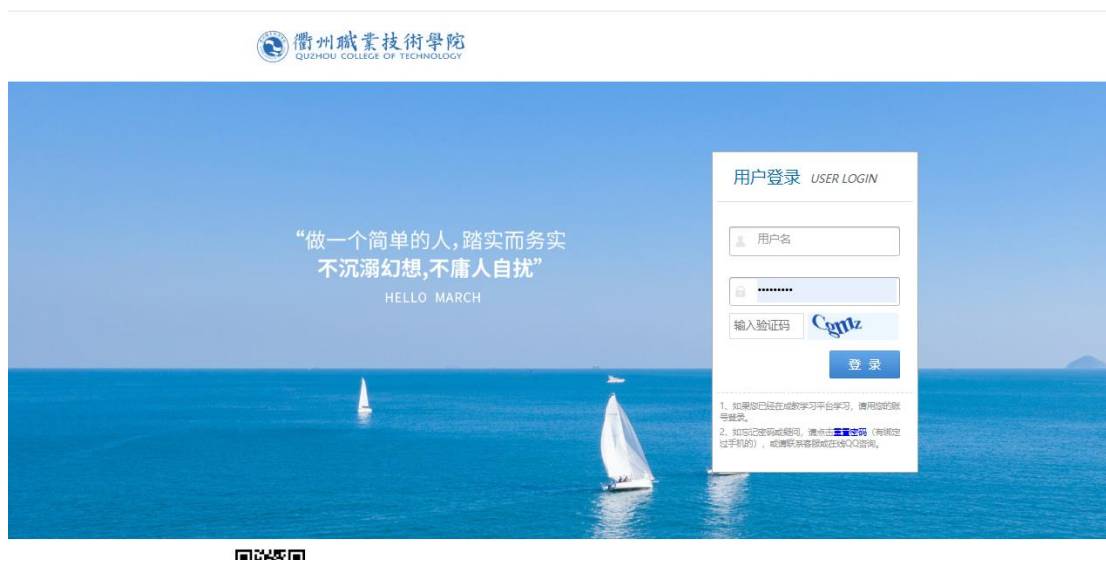 衢州職業技術學院
QUZHOU COLLEGE OF TECHNOLOGY
用户登录 USER LOGIN
用户名
•••••••••
输入验证码 Cgmz
登 录
1、如果您已经在成教学习平台学习，请用您的账
号登录。
2、如忘记密码或疑问，请点击重置密码（有绑定
过手机的），或请联系客服或在线QQ咨询。
“做一个简单的人，踏实而务实
不沉溺幻想,不庸人自扰”
HELLO MARCH